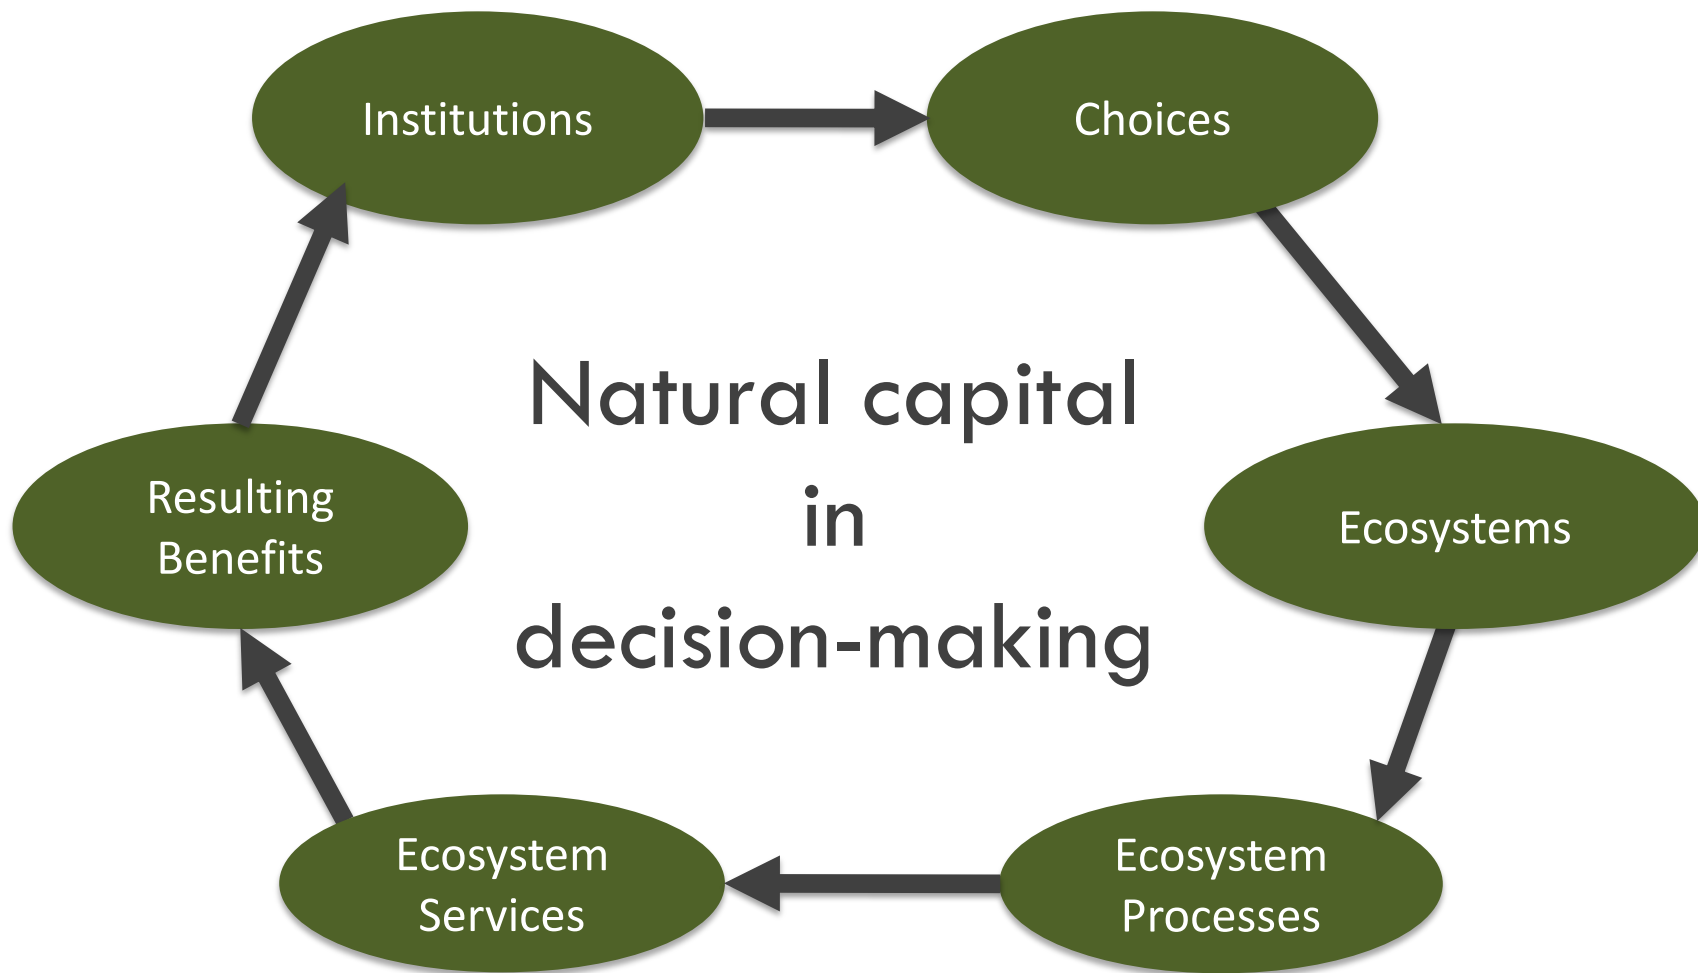 Institutions
Choices
Natural capital
in
decision-making
Resulting
Benefits
Ecosystems
Ecosystem
Services
Ecosystem
Processes